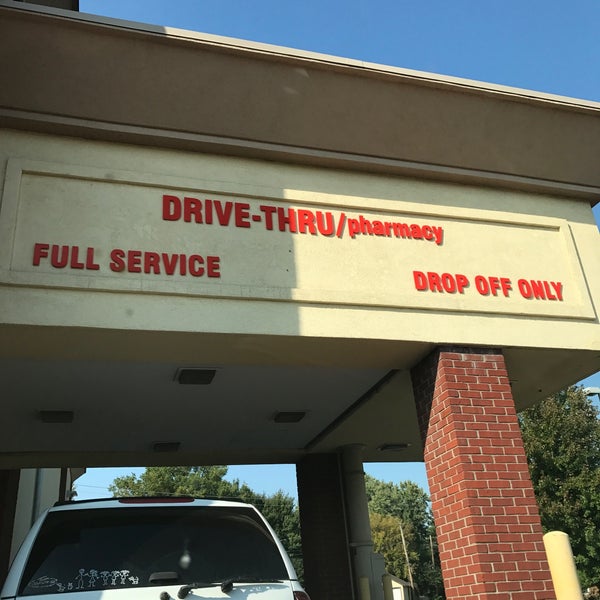 DRIVE-THRU/pharmacy
FULL SERVICE
DROP OFF ONLY